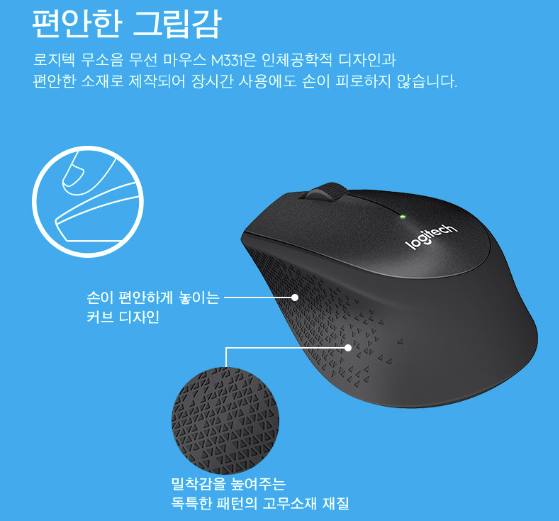 편안한 그립감
로지텍 무소음 무선 마우스 M331은 인체공학적 디자인과
편안한 소재로 제작되어 장시간 사용에도 손이 피로하지 않습니다.
logitech
손이 편안하게 놓이는
커브 디자인
밀착감을 높여주는
독특한 패턴의 고무소재 재질